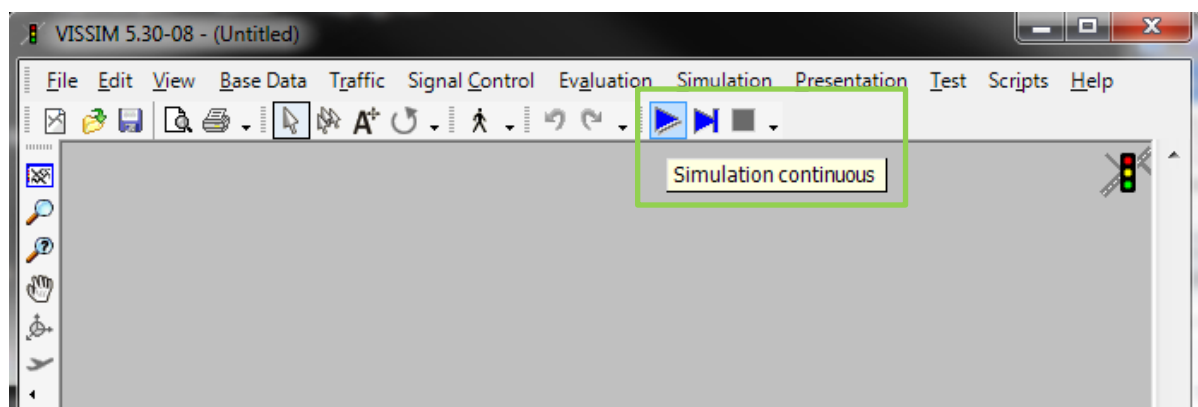 VISSIM 5.30-08 - (Untitled)
File Edit View Base Data Traffic Signal Control Evaluation Simulation Presentation Test Scripts Help
Simulation continuous